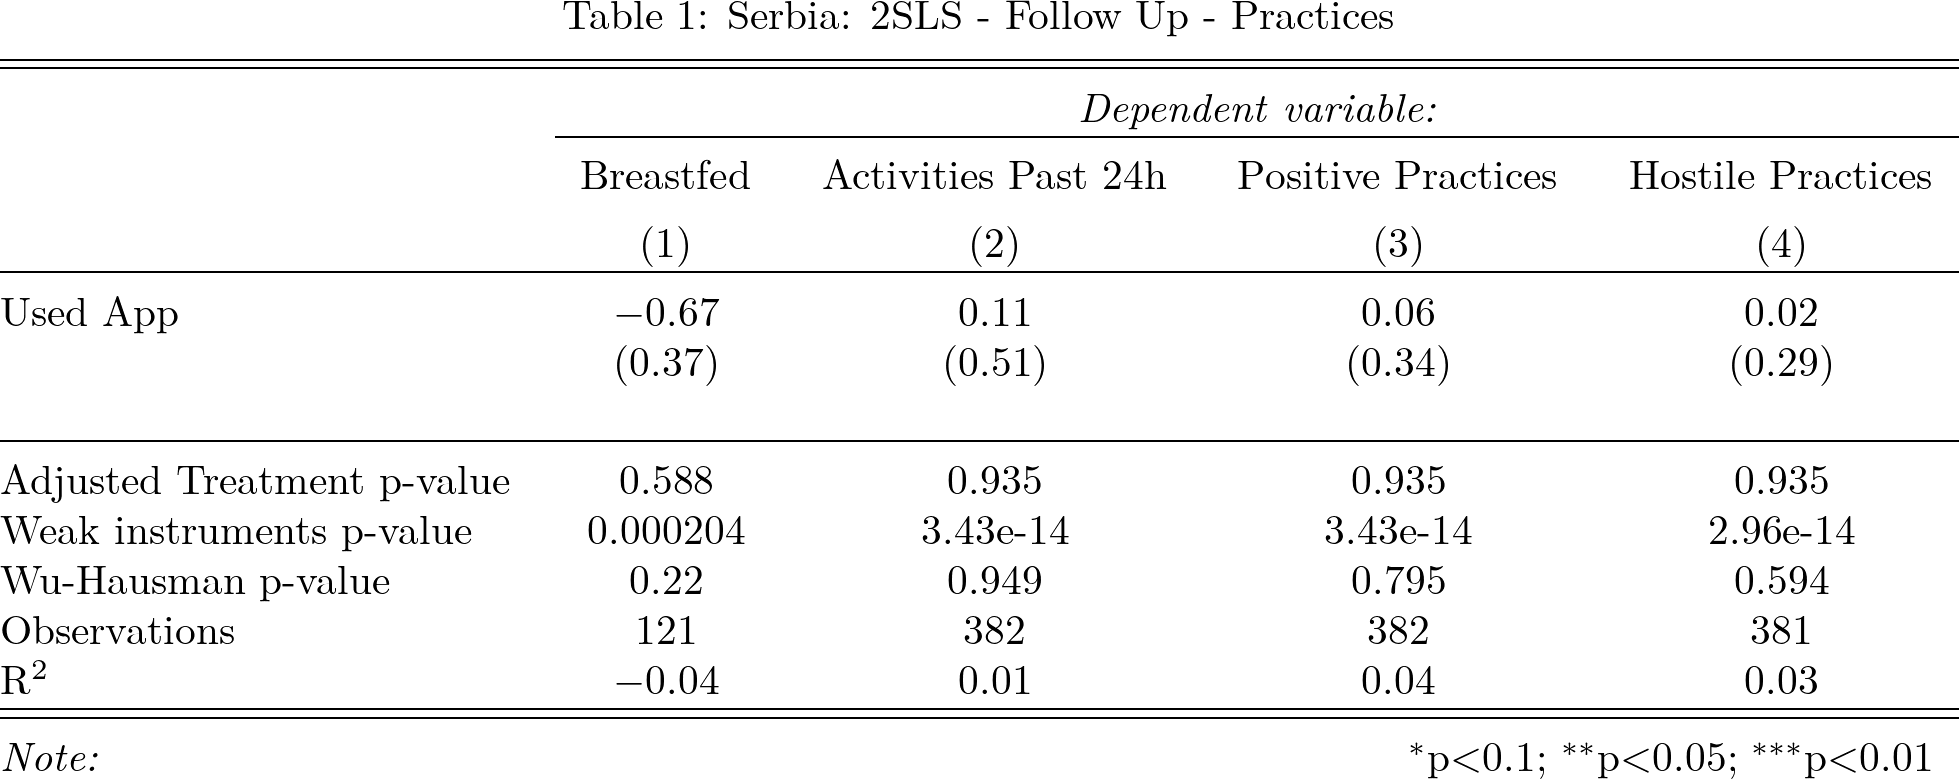 Table 1: Serbia: 2SLS - Follow Up - Practices
Dependent variable:
Breastfed Activities Past 24h Positive Practices Hostile Practices
(1) (2) (3) (4)
Used App −0.67 0.11 0.06 0.02
(0.37) (0.51) (0.34) (0.29)
Adjusted Treatment p-value 0.588 0.935 0.935 0.935
Weak instruments p-value 0.000204 3.43e-14 3.43e-14 2.96e-14
Wu-Hausman p-value 0.22 0.949 0.795 0.594
Observations 121 382 382 381
R² −0.04 0.01 0.04 0.03
Note: *p<0.1; **p<0.05; ***p<0.01